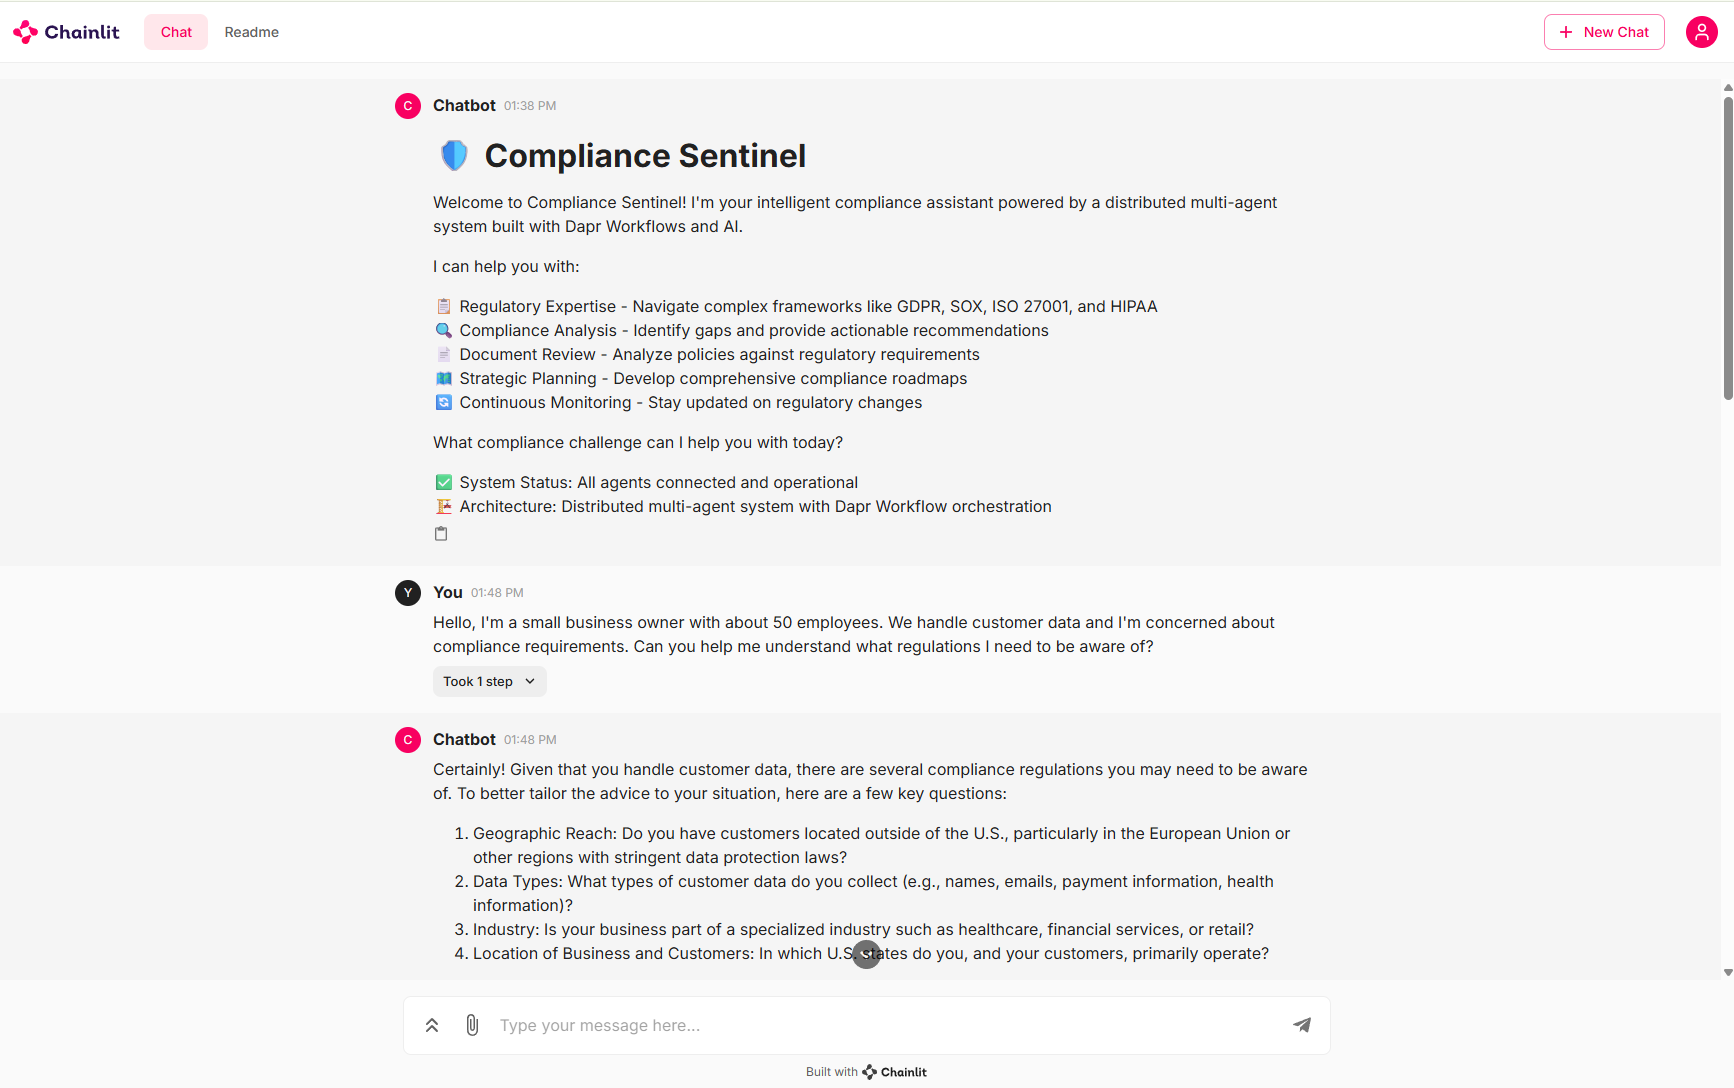 Chainlit
Chat
Readme
New Chat
C
Chatbot 01:38 PM
Compliance Sentinel
Welcome to Compliance Sentinel! I'm your intelligent compliance assistant powered by a distributed multi-agent
system built with Dapr Workflows and AI.
I can help you with:
Regulatory Expertise - Navigate complex frameworks like GDPR, SOX, ISO 27001, and HIPAA
Compliance Analysis - Identify gaps and provide actionable recommendations
Document Review - Analyze policies against regulatory requirements
Strategic Planning - Develop comprehensive compliance roadmaps
Continuous Monitoring - Stay updated on regulatory changes
What compliance challenge can I help you with today?
System Status: All agents connected and operational
Architecture: Distributed multi-agent system with Dapr Workflow orchestration
Y
You 01:48 PM
Hello, I'm a small business owner with about 50 employees. We handle customer data and I'm concerned about
compliance requirements. Can you help me understand what regulations I need to be aware of?
Took 1 step
C
Chatbot 01:48 PM
Certainly! Given that you handle customer data, there are several compliance regulations you may need to be aware
of. To better tailor the advice to your situation, here are a few key questions:
1. Geographic Reach: Do you have customers located outside of the U.S., particularly in the European Union or
other regions with stringent data protection laws?
2. Data Types: What types of customer data do you collect (e.g., names, emails, payment information, health
information)?
3. Industry: Is your business part of a specialized industry such as healthcare, financial services, or retail?
4. Location of Business and Customers: In which U.S. states do you, and your customers, primarily operate?
Type your message here...
Built with Chainlit